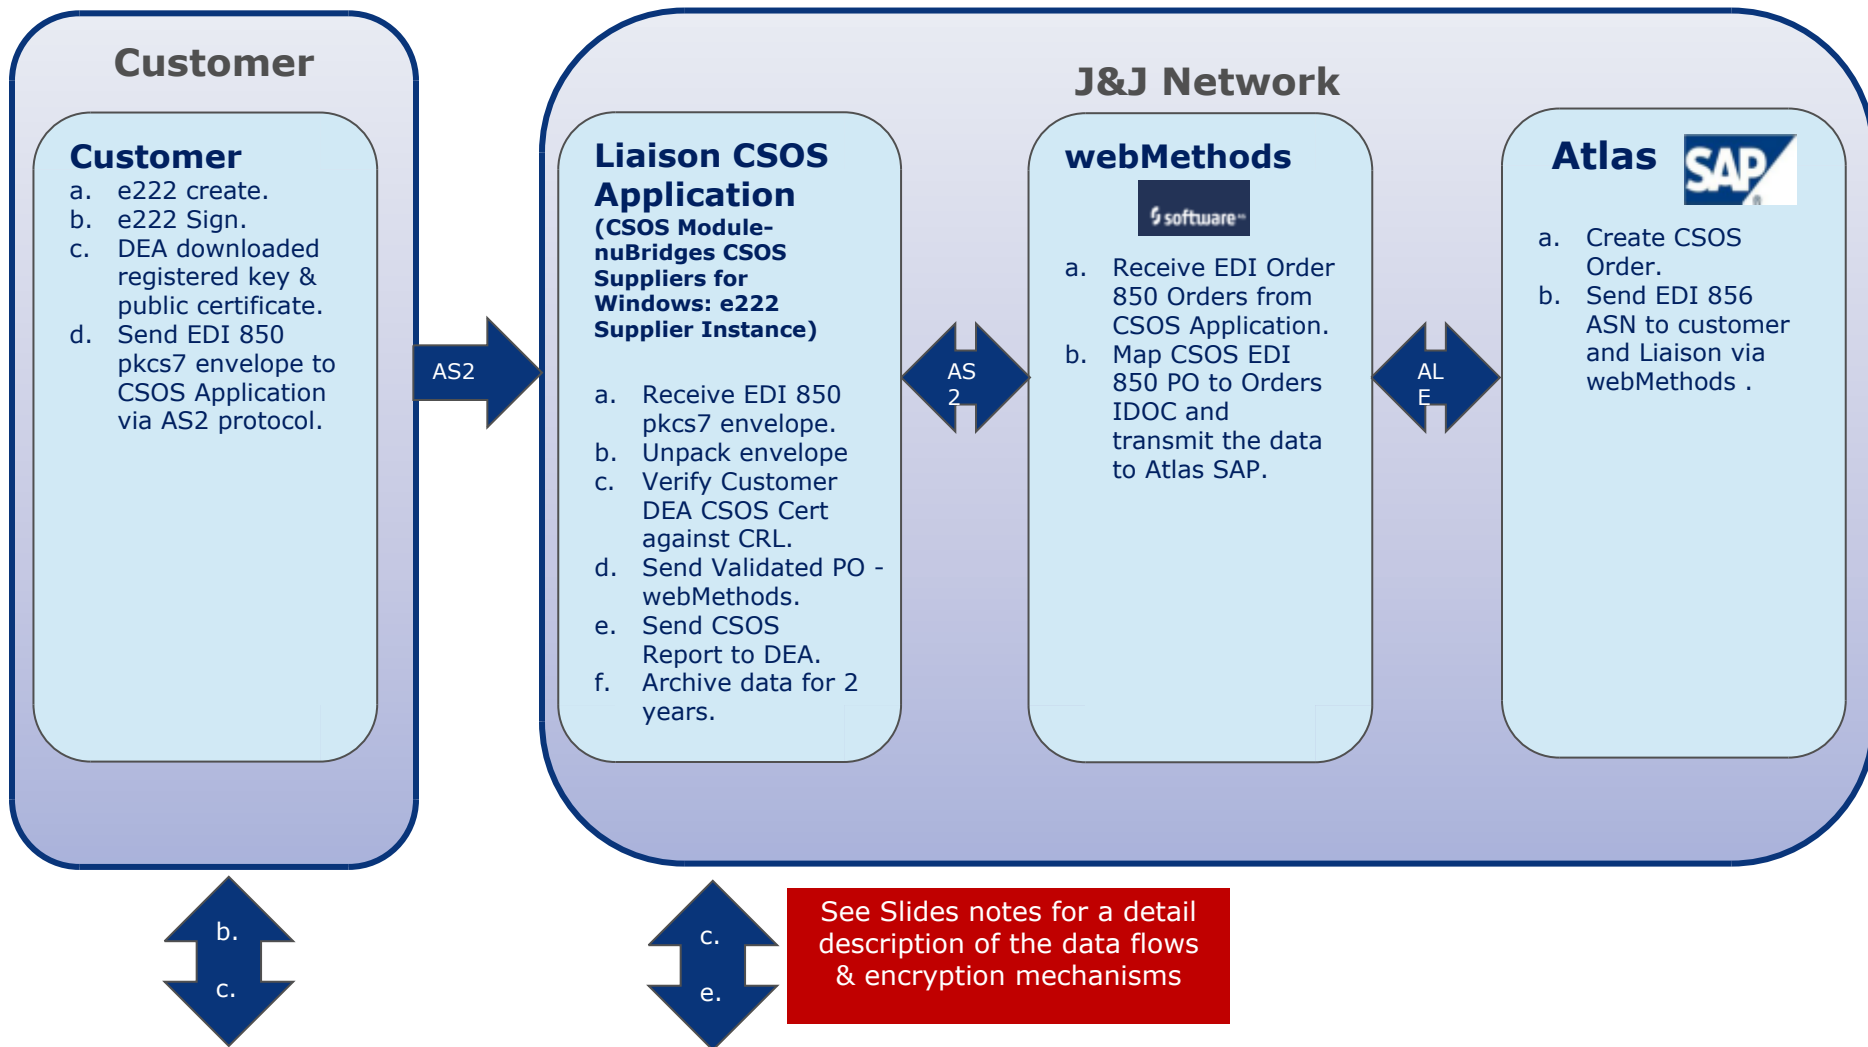 Customer
Customer
a. e222 create.
b. e222 Sign.
c. DEA downloaded
registered key &
public certificate.
d. Send EDI 850
pkcs7 envelope to
CSOS Application
via AS2 protocol.
AS2
J&J Network
Liaison CSOS
Application
(CSOS Module-
nuBridges CSOS
Suppliers for
Windows: e222
Supplier Instance)
a. Receive EDI 850
pkcs7 envelope.
b. Unpack envelope
c. Verify Customer
DEA CSOS Cert
against CRL.
d. Send Validated PO -
webMethods.
e. Send CSOS
Report to DEA.
f. Archive data for 2
years.
AS
2
webMethods
software AG
a. Receive EDI Order
850 Orders from
CSOS Application.
b. Map CSOS EDI
850 PO to Orders
IDOC and
transmit the data
to Atlas SAP.
AL
E
Atlas
SAP
®
a. Create CSOS
Order.
b. Send EDI 856
ASN to customer
and Liaison via
webMethods .
b.
c.
c.
e.
See Slides notes for a detail
description of the data flows
& encryption mechanisms